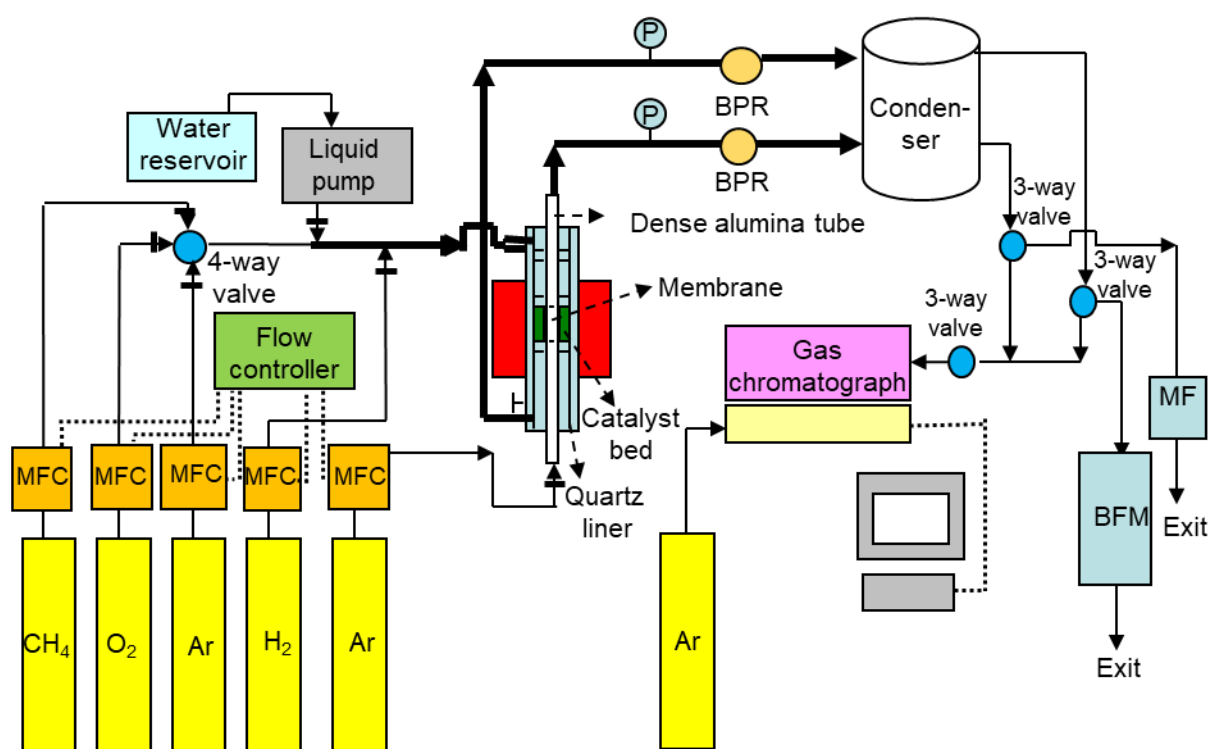 P
BPR
P
BPR
Conden-
ser
Water
reservoir
Liquid
pump
3-way
valve
Dense alumina tube
4-way
valve
3-way
valve
Membrane
3-way
valve
Flow
controller
Gas
chromatograph
Catalyst
bed
Quartz
liner
MFC
MFC
MFC
MFC
MFC
MF
BFM
Exit
CH₄
O₂
Ar
H₂
Ar
Ar
Exit